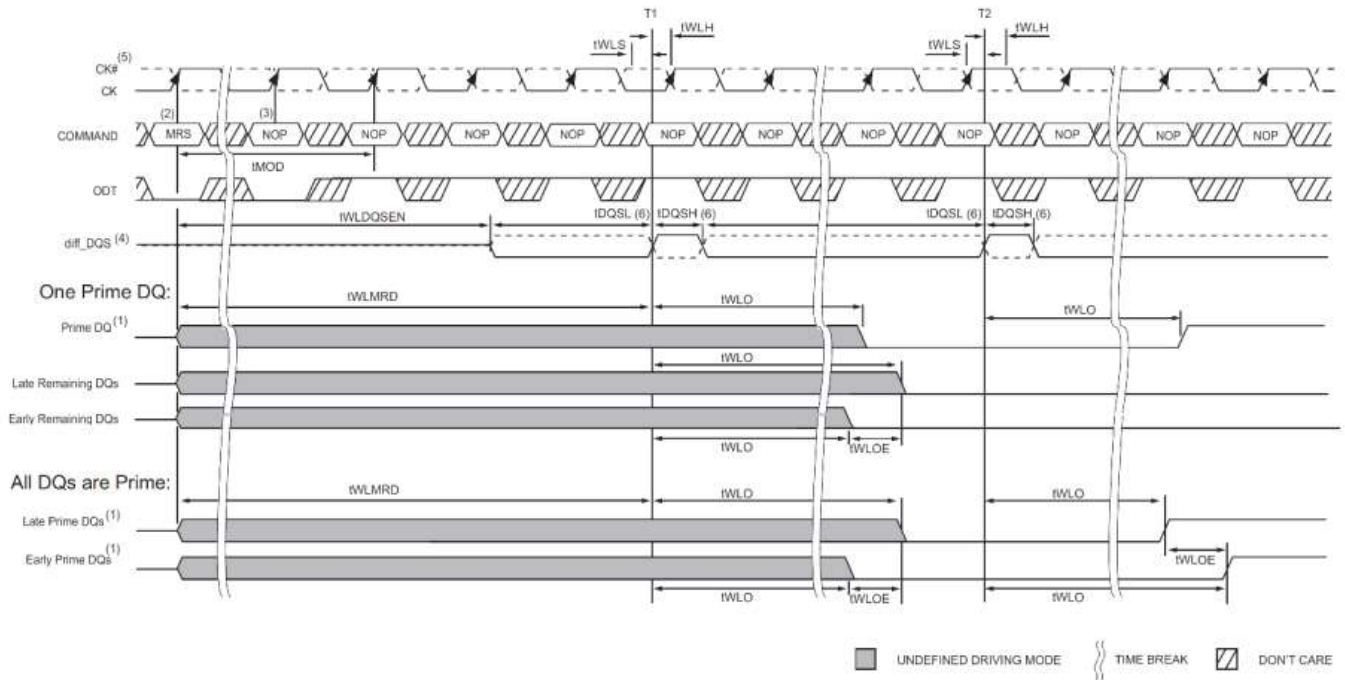 T1 T2
tWLS tWLH tWLS tWLH
CK# (5)
CK
(2) (3)
COMMAND MRS NOP NOP NOP NOP NOP NOP NOP NOP NOP NOP NOP
tMOD
ODT
tWLDQSEN tDQSL (6) tDQSH (6) tDQSL (6) tDQSH (6)
diff_DQS (4)
One Prime DQ:
tWLMRD tWLO tWLO
Prime DQ (1)
tWLO
Late Remaining DQs
Early Remaining DQs
tWLO tWLOE
All DQs are Prime:
tWLMRD tWLO tWLO
Late Prime DQs (1)
tWLOE
Early Prime DQs (1)
tWLO tWLOE tWLO
UNDEFINED DRIVING MODE TIME BREAK DON'T CARE